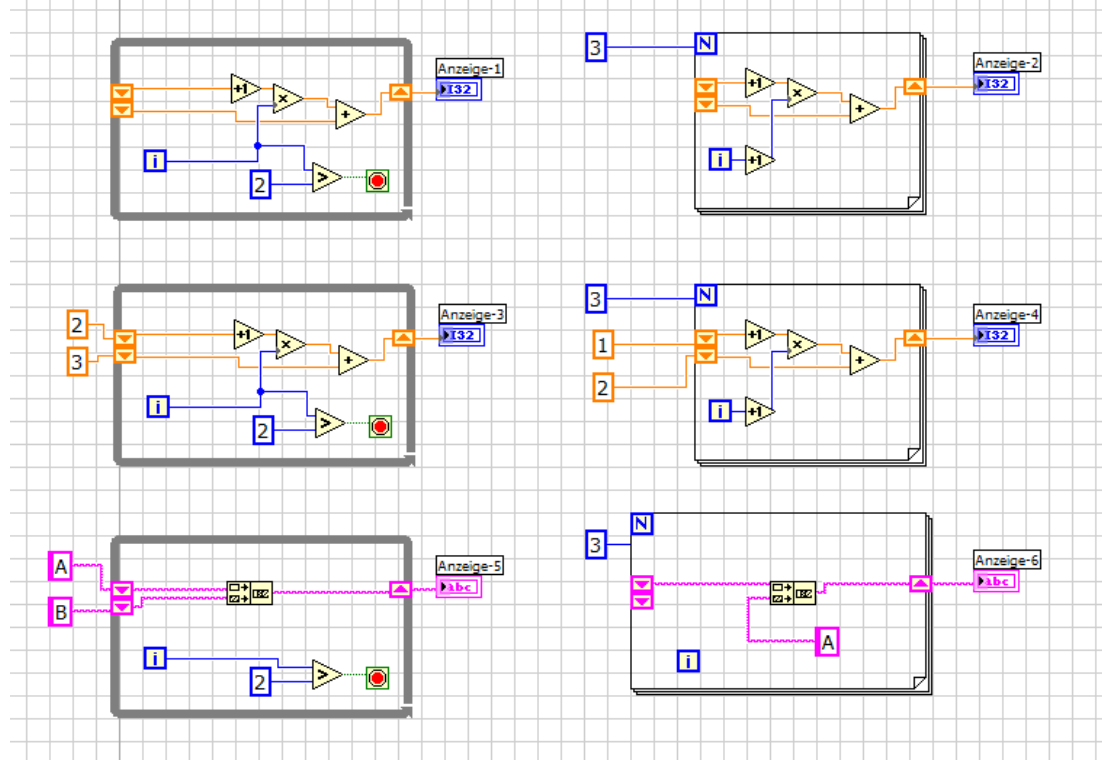 Anzeige-1
+1
x
I32
+
i
2
>
3
N
Anzeige-2
+1
x
I32
+
i
+1
2
3
Anzeige-3
+1
x
I32
+
i
2
>
3
N
1
2
Anzeige-4
+1
x
I32
+
i
+1
A
B
Anzeige-5
abc
i
2
>
N
3
Anzeige-6
abc
A
i